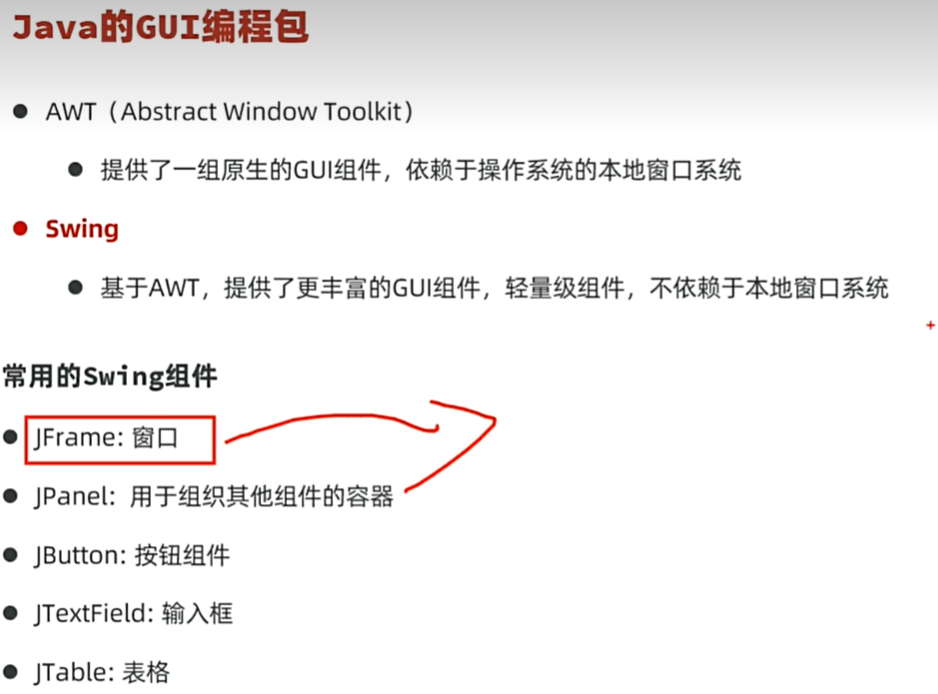 Java的GUI编程包
AWT（Abstract Window Toolkit）
提供了一组原生的GUI组件，依赖于操作系统的本地窗口系统
Swing
基于AWT，提供了更丰富的GUI组件，轻量级组件，不依赖于本地窗口系统
常用的Swing组件
JFrame: 窗口
JPanel: 用于组织其他组件的容器
JButton: 按钮组件
JTextField: 输入框
JTable: 表格